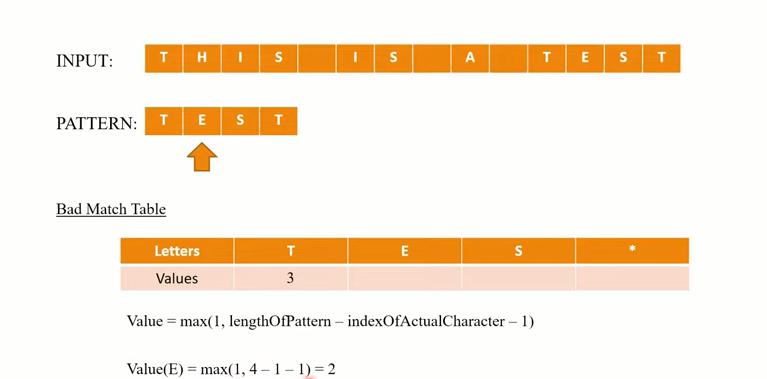 INPUT: T H I S I S A T E S T
PATTERN: T E S T
Bad Match Table
Letters T E S *
Values 3
Value = max(1, lengthOfPattern – indexOfActualCharacter – 1)
Value(E) = max(1, 4 – 1 – 1) = 2